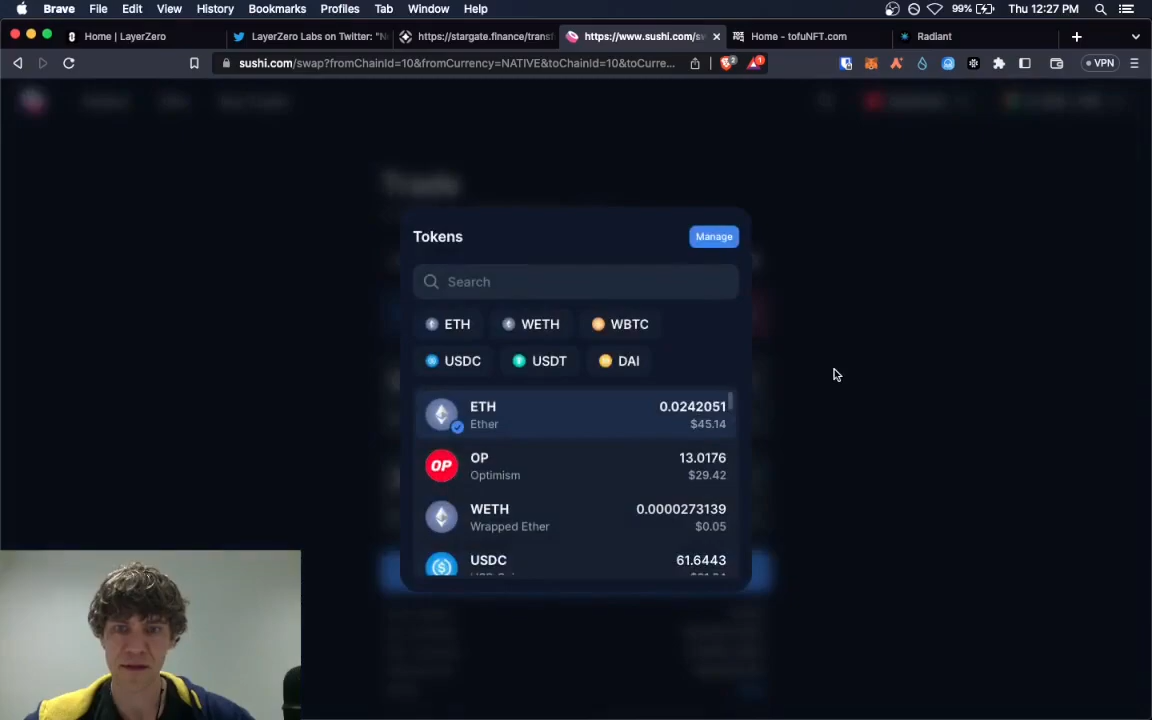 Brave File Edit View History Bookmarks Profiles Tab Window Help 99% Thu 12:27 PM
Home | LayerZero LayerZero Labs on Twitter: "N https://stargate.finance/transf https://www.sushi.com/sw Home - tofuNFT.com Radiant
sushi.com/swap?fromChainId=10&fromCurrency=NATIVE&toChainId=10&toCurre... VPN
Trade
Tokens Manage
Search
ETH WETH WBTC
USDC USDT DAI
ETH 0.0242051
Ether $45.14
OP OP 13.0176
Optimism $29.42
WETH 0.0000273139
Wrapped Ether $0.05
USDC 61.6443